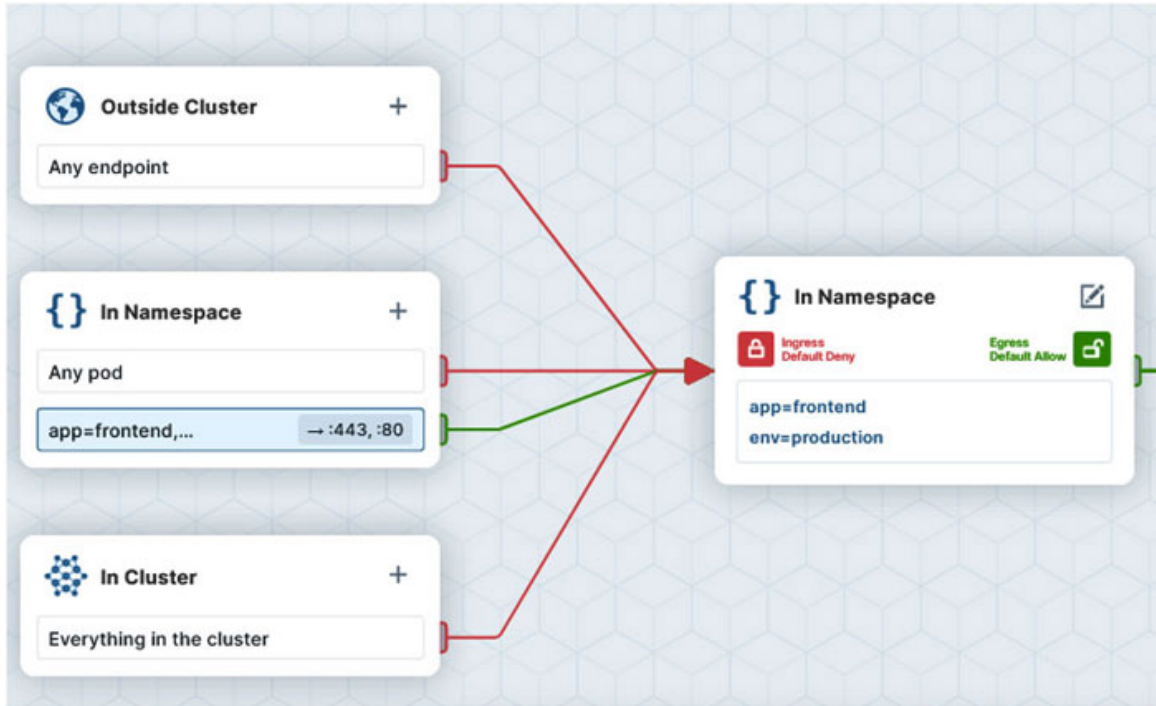 Outside Cluster
Any endpoint
In Namespace
Any pod
app=frontend,... → :443, :80
In Cluster
Everything in the cluster
In Namespace
Ingress
Default Deny
Egress
Default Allow
app=frontend
env=production